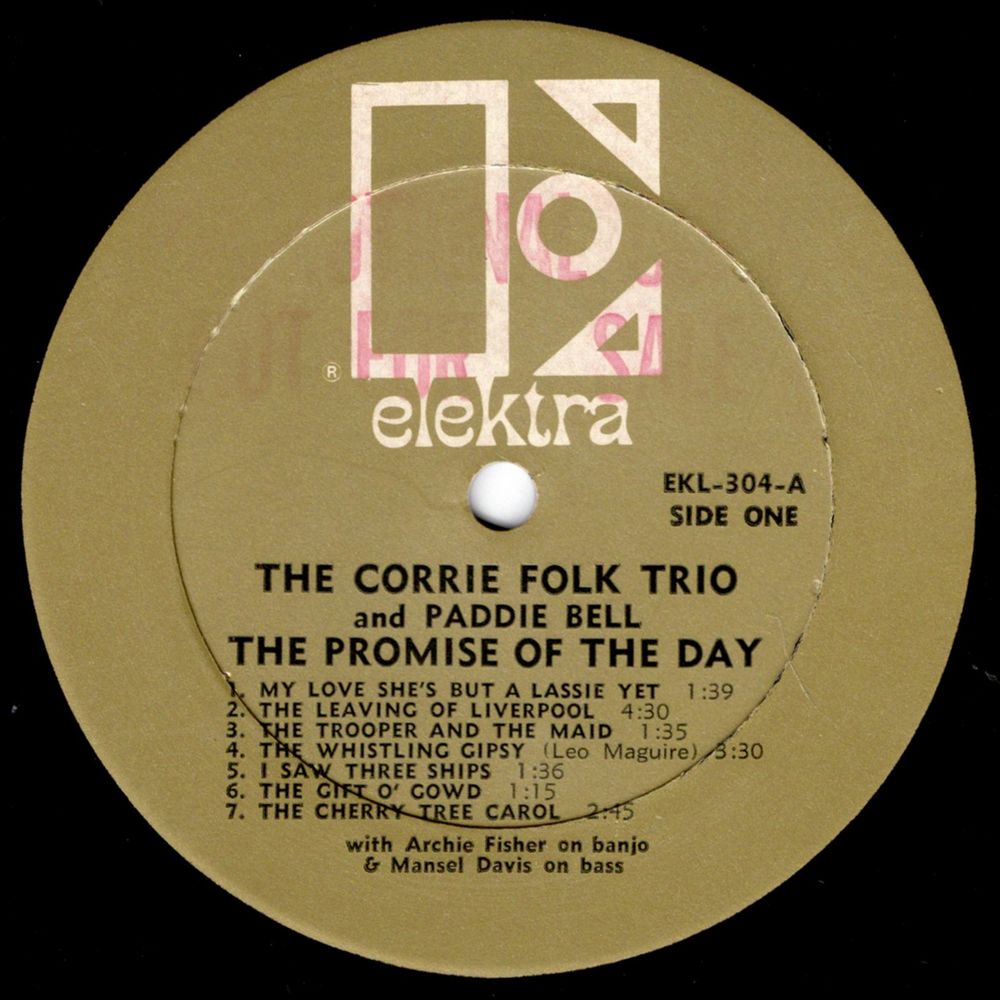 ®
elektra
EKL-304-A
SIDE ONE
THE CORRIE FOLK TRIO
and PADDIE BELL
THE PROMISE OF THE DAY
1. MY LOVE SHE'S BUT A LASSIE YET 1:39
2. THE LEAVING OF LIVERPOOL 4:30
3. THE TROOPER AND THE MAID 1:35
4. THE WHISTLING GIPSY (Leo Maguire) 3:30
5. I SAW THREE SHIPS 1:36
6. THE GIFT O' GOWD 1:15
7. THE CHERRY TREE CAROL 2:45
with Archie Fisher on banjo
& Mansel Davis on bass